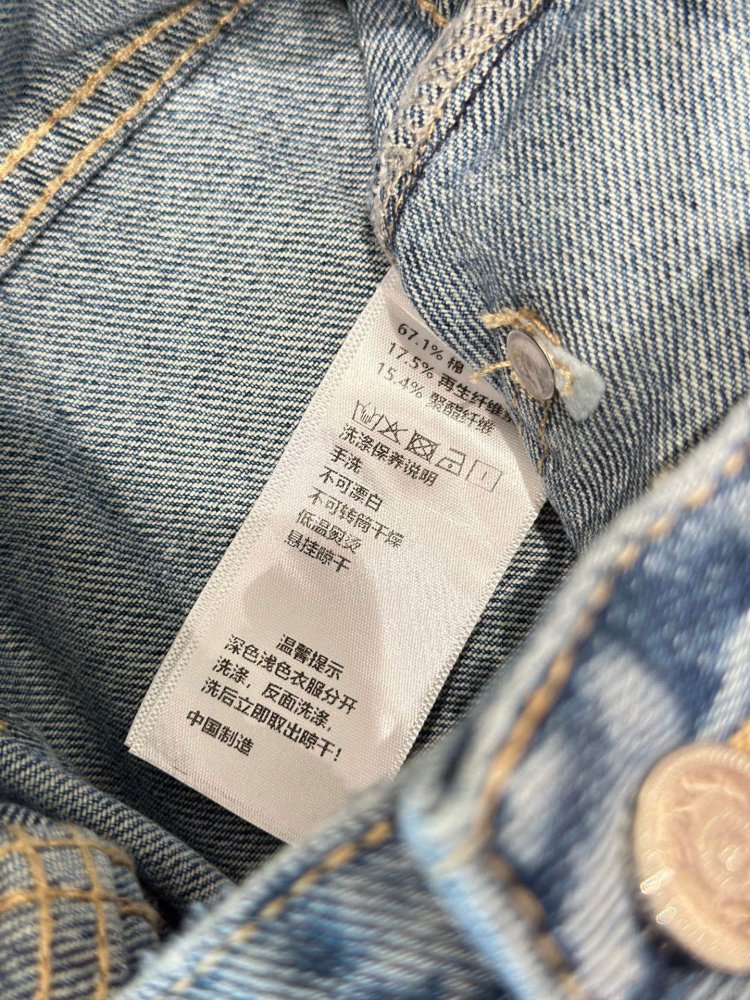 67.1% 棉
17.5% 再生纤维
15.4% 聚酯纤维
洗涤保养说明
手洗
不可漂白
不可转筒干燥
低温熨烫
悬挂晾干
温馨提示
深色浅色衣服分开
洗涤，反面洗涤，
洗后立即取出晾干！
中国制造